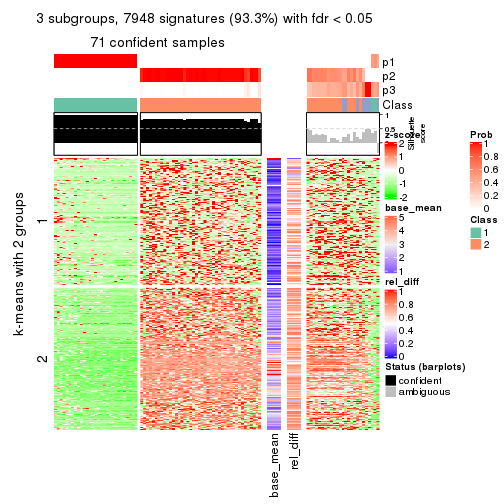 3 subgroups, 7948 signatures (93.3%) with fdr < 0.05
71 confident samples
p1
p2
p3
Class
1
0.5
0
Silhouette
score
k-means with 2 groups
1
2
base_mean
rel_diff
z-score
2
1
0
-1
-2
base_mean
5
4
3
2
1
rel_diff
1
0.8
0.6
0.4
0.2
0
Status (barplots)
confident
ambiguous
Prob
1
0.8
0.6
0.4
0.2
0
Class
1
2